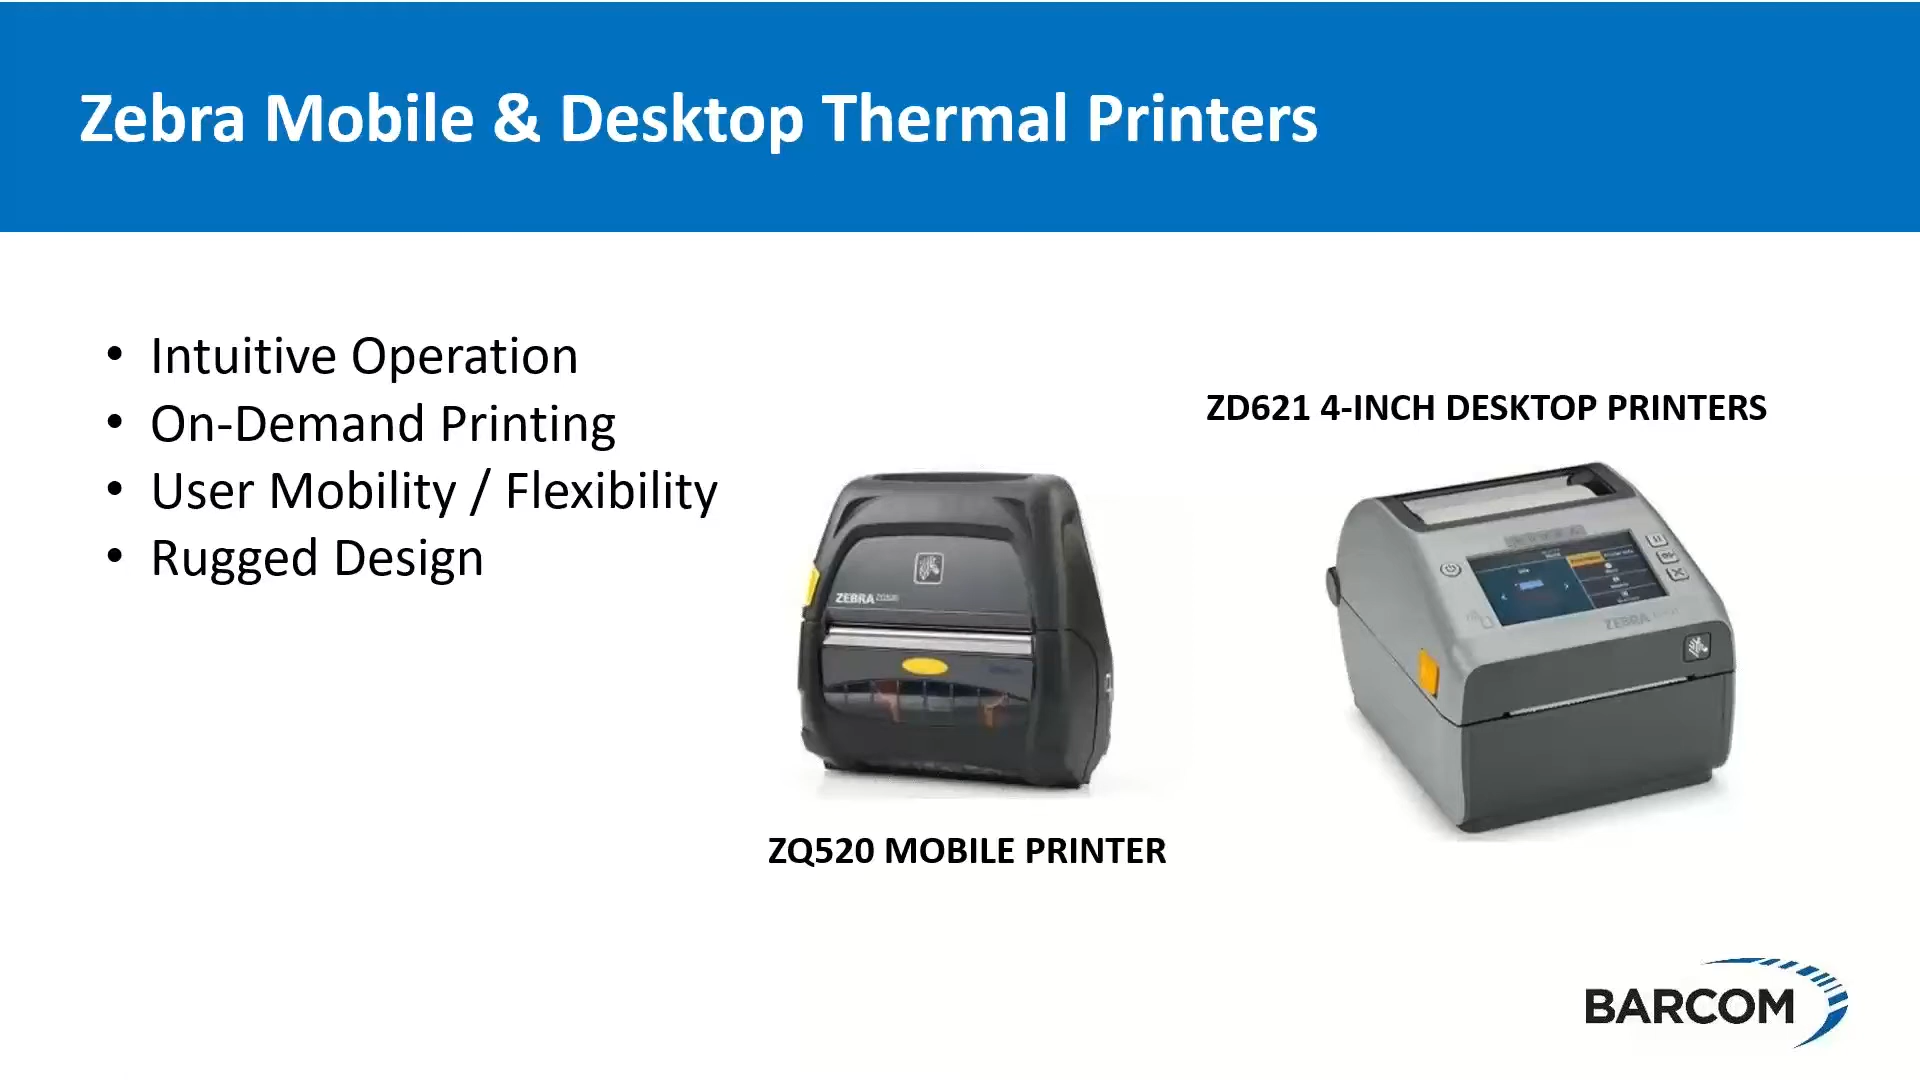 Zebra Mobile & Desktop Thermal Printers
• Intuitive Operation
• On-Demand Printing
• User Mobility / Flexibility
• Rugged Design
ZD621 4-INCH DESKTOP PRINTERS
ZEBRA
ZEBRA
ZQ520 MOBILE PRINTER
BARCOM